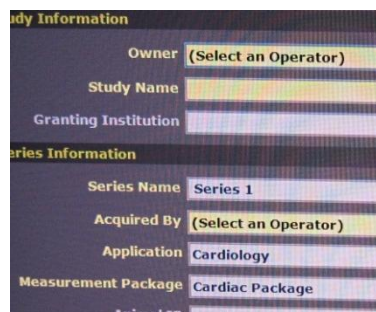 udy Information
Owner (Select an Operator)
Study Name
Granting Institution
eries Information
Series Name Series 1
Acquired By (Select an Operator)
Application Cardiology
Measurement Package Cardiac Package